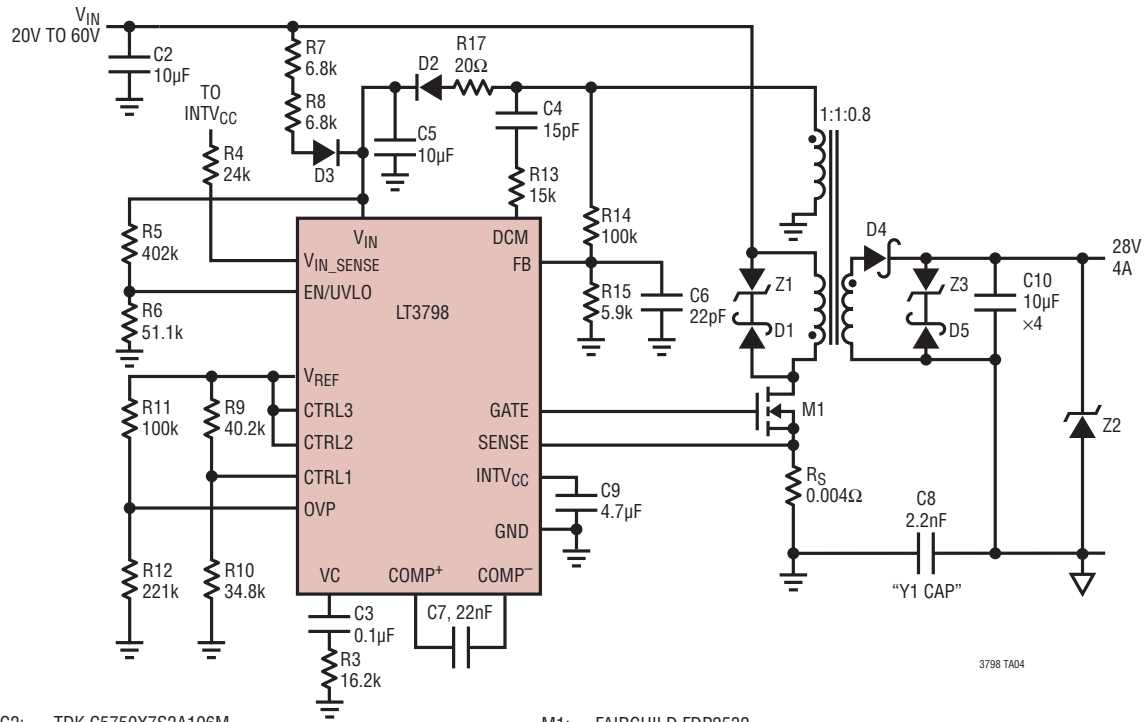 VIN
20V TO 60V
C2
10µF
R7
6.8k
R8
6.8k
D3
TO
INTVCC
R4
24k
D2
R17
20Ω
C5
10µF
C4
15pF
R13
15k
1:1:0.8
R5
402k
R6
51.1k
R14
100k
R15
5.9k
C6
22pF
Z1
D1
D4
Z3
D5
C10
10µF
×4
28V
4A
Z2
VIN
DCM
VIN_SENSE
FB
EN/UVLO
LT3798
VREF
CTRL3
CTRL2
CTRL1
OVP
GATE
SENSE
INTVCC
GND
VC
COMP+
COMP–
R11
100k
R9
40.2k
R12
221k
R10
34.8k
M1
RS
0.004Ω
C9
4.7µF
C8
2.2nF
"Y1 CAP"
C3
0.1µF
R3
16.2k
C7, 22nF
3798 TA04